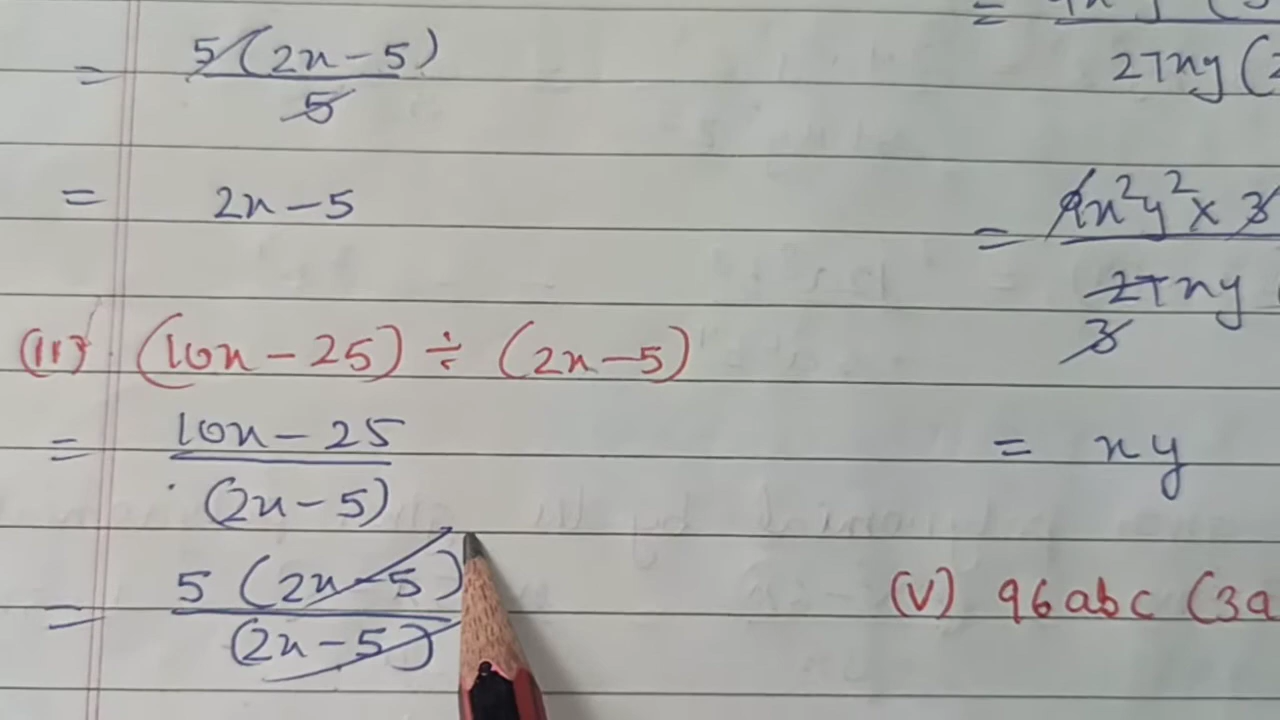 = 5(2x-5)
5
= 2x-5
(ii) (10x-25) ÷ (2x-5)
= 10x-25
(2x-5)
= 5 (2x-5)
(2x-5)
27xy (
= 9x²y² × 3
27xy
3
= xy
(v) 96abc (3a